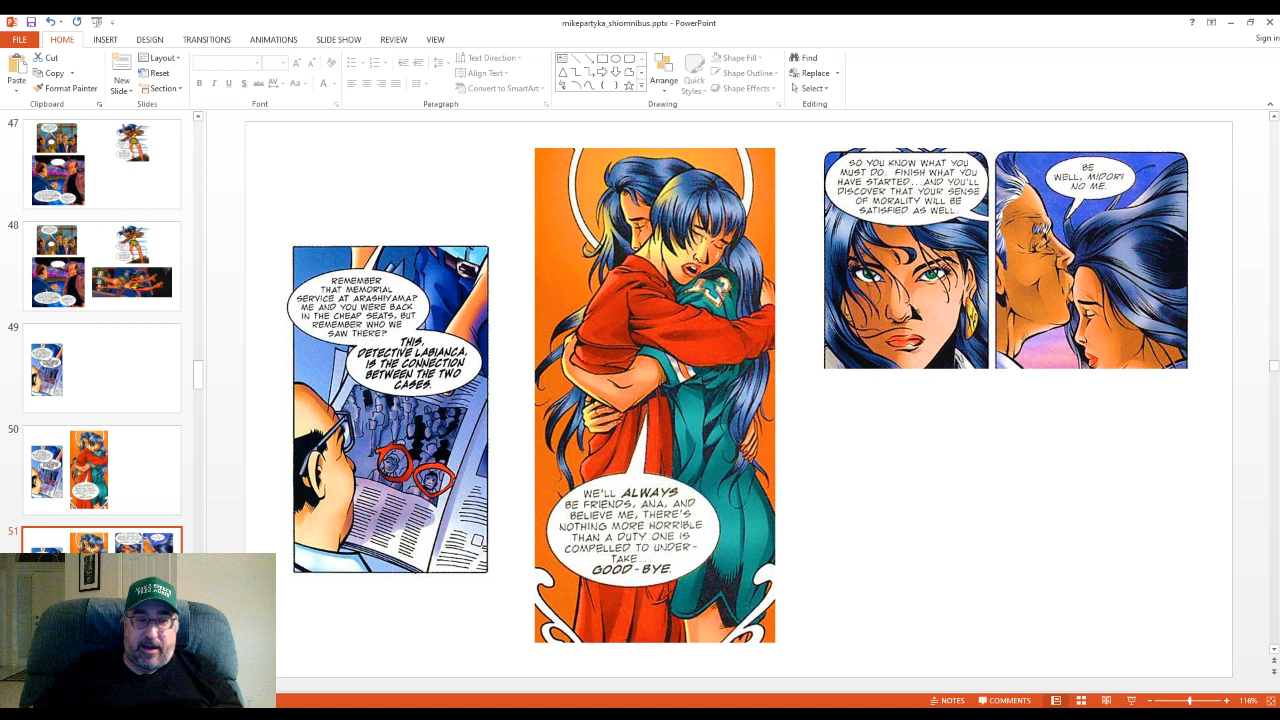 mikepartyka_shiomnibus.pptx - PowerPoint
Sign in
FILE HOME INSERT DESIGN TRANSITIONS ANIMATIONS SLIDE SHOW REVIEW VIEW
Paste
Cut
Copy
Format Painter
Clipboard
New
Slide
Layout
Reset
Section
Slides
B I U S abc AV Aa A
Font
Text Direction
Align Text
Convert to SmartArt
Paragraph
Arrange
Quick
Styles
Shape Fill
Shape Outline
Shape Effects
Drawing
Find
Replace
Select
Editing
47
48
49
50
51
REMEMBER
THAT MEMORIAL
SERVICE AT ARASHIYAMA?
ME AND YOU WERE BACK
IN THE CHEAP SEATS, BUT
REMEMBER WHO WE
SAW THERE?
THIS,
DETECTIVE LABIANCA,
IS THE CONNECTION
BETWEEN THE TWO
CASES.
WE'LL ALWAYS
BE FRIENDS, ANA, AND
BELIEVE ME, THERE'S
NOTHING MORE HORRIBLE
THAN A DUTY ONE IS
COMPELLED TO UNDER-
TAKE...
GOOD-BYE.
SO YOU KNOW WHAT YOU
MUST DO. FINISH WHAT YOU
HAVE STARTED...AND YOU'LL
DISCOVER THAT YOUR SENSE
OF MORALITY WILL BE
SATISFIED AS WELL.
BE
WELL, MIDORI
NO ME.
NOTES
COMMENTS
116%